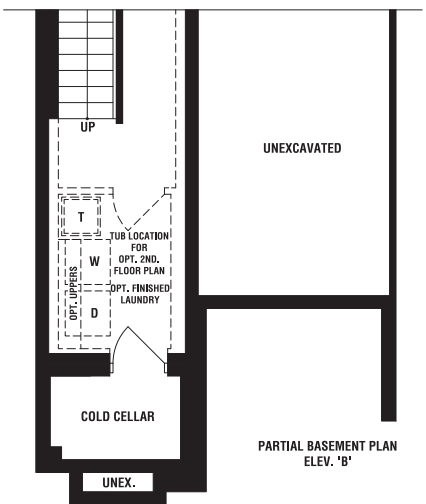 UP
UNEXCAVATED
T
TUB LOCATION
FOR
OPT. 2ND.
FLOOR PLAN
W
OPT. FINISHED
LAUNDRY
OPT. UPPERS
D
COLD CELLAR
PARTIAL BASEMENT PLAN
ELEV. 'B'
UNEX.